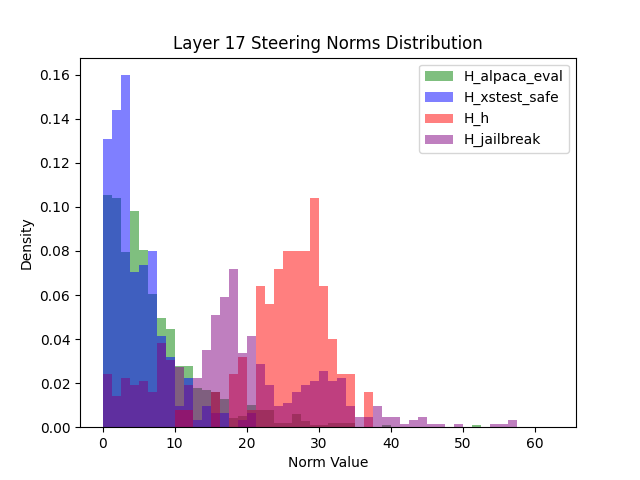 Layer 17 Steering Norms Distribution
H_alpaca_eval
H_xstest_safe
H_h
H_jailbreak
Density
0.16
0.14
0.12
0.10
0.08
0.06
0.04
0.02
0.00
0 10 20 30 40 50 60
Norm Value